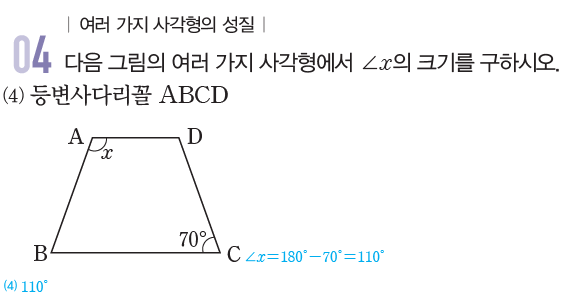 | 여러 가지 사각형의 성질 |
04 다음 그림의 여러 가지 사각형에서 ∠x의 크기를 구하시오.
(4) 등변사다리꼴 ABCD
A D
x
70°
B C ∠x=180°-70°=110°
(4) 110°